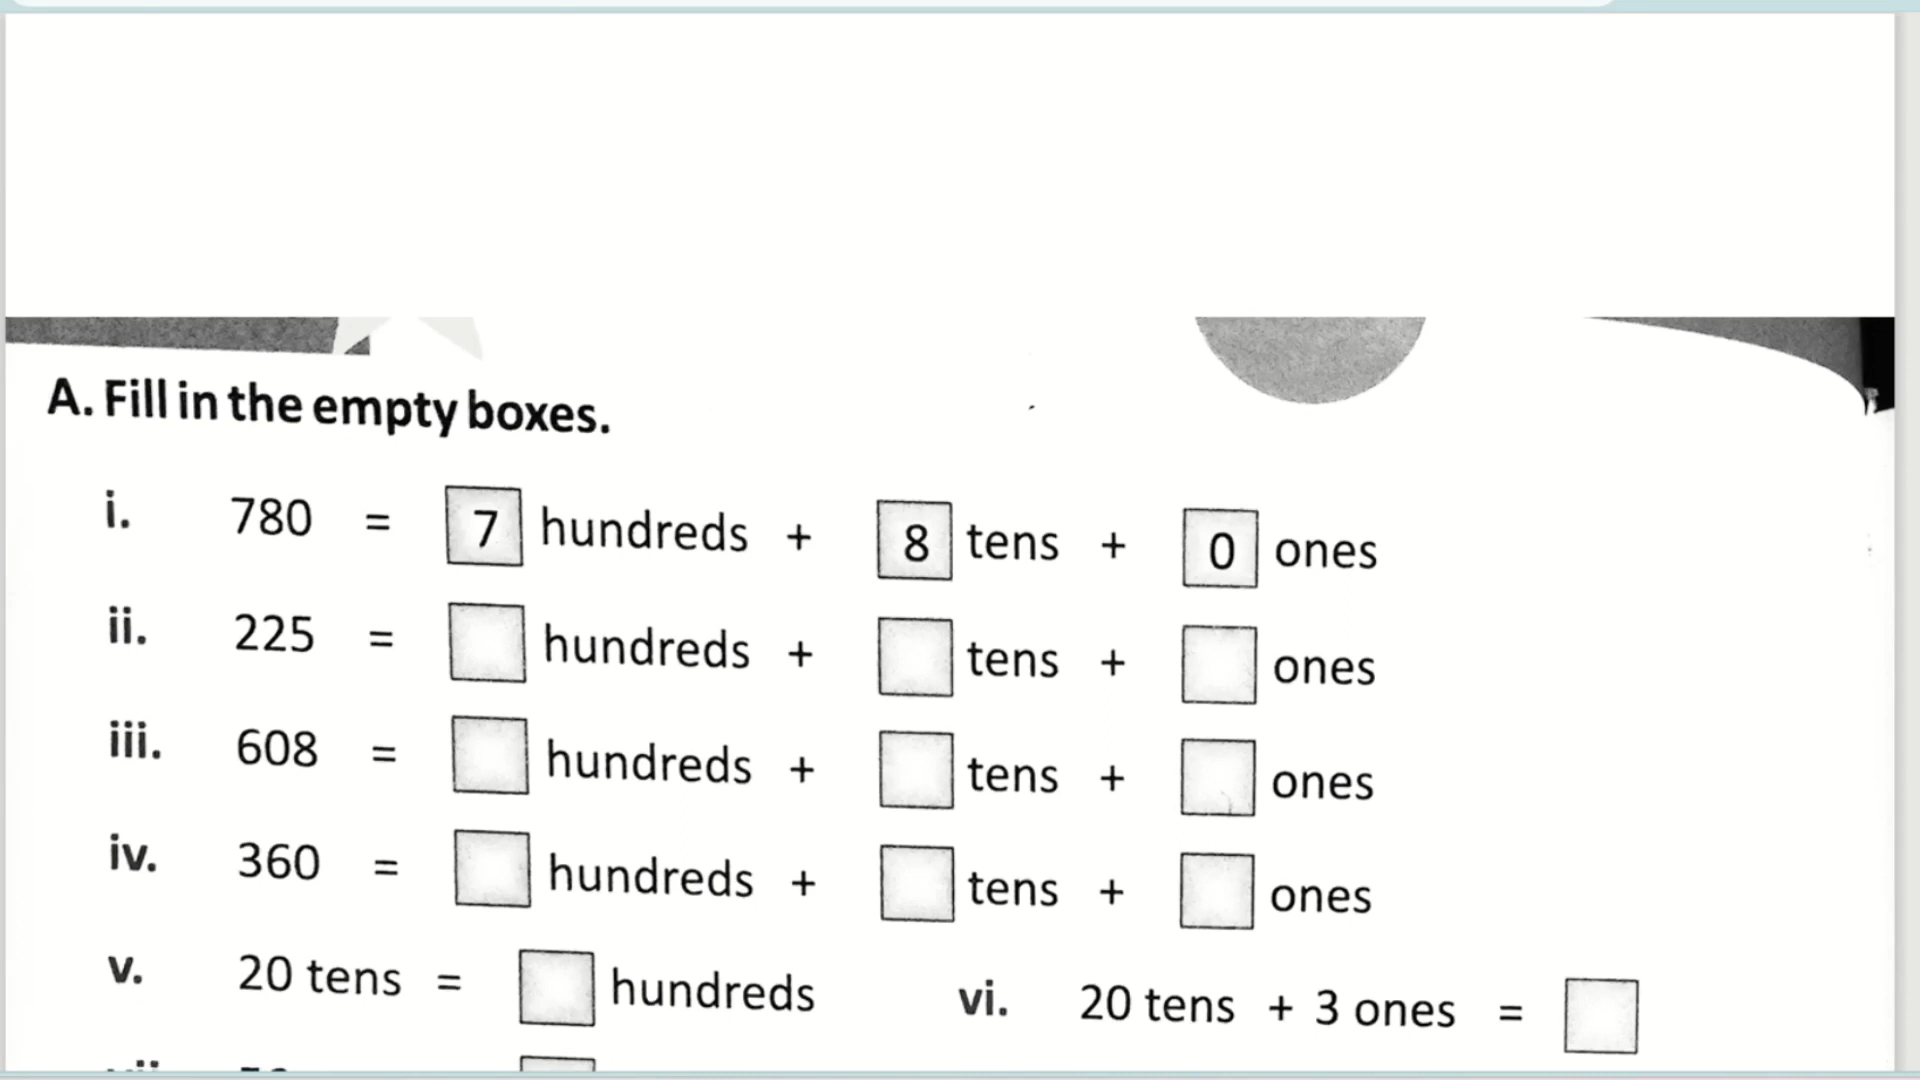 A. Fill in the empty boxes.
i. 780 = 7 hundreds + 8 tens + 0 ones
ii. 225 = hundreds + tens + ones
iii. 608 = hundreds + tens + ones
iv. 360 = hundreds + tens + ones
v. 20 tens = hundreds vi. 20 tens + 3 ones =